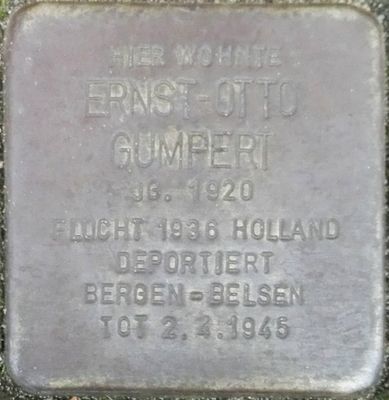 HIER WOHNTE
ERNST-OTTO
GUMPERT
JG. 1920
FLUCHT 1936 HOLLAND
DEPORTIERT
BERGEN-BELSEN
TOT 2.4.1945